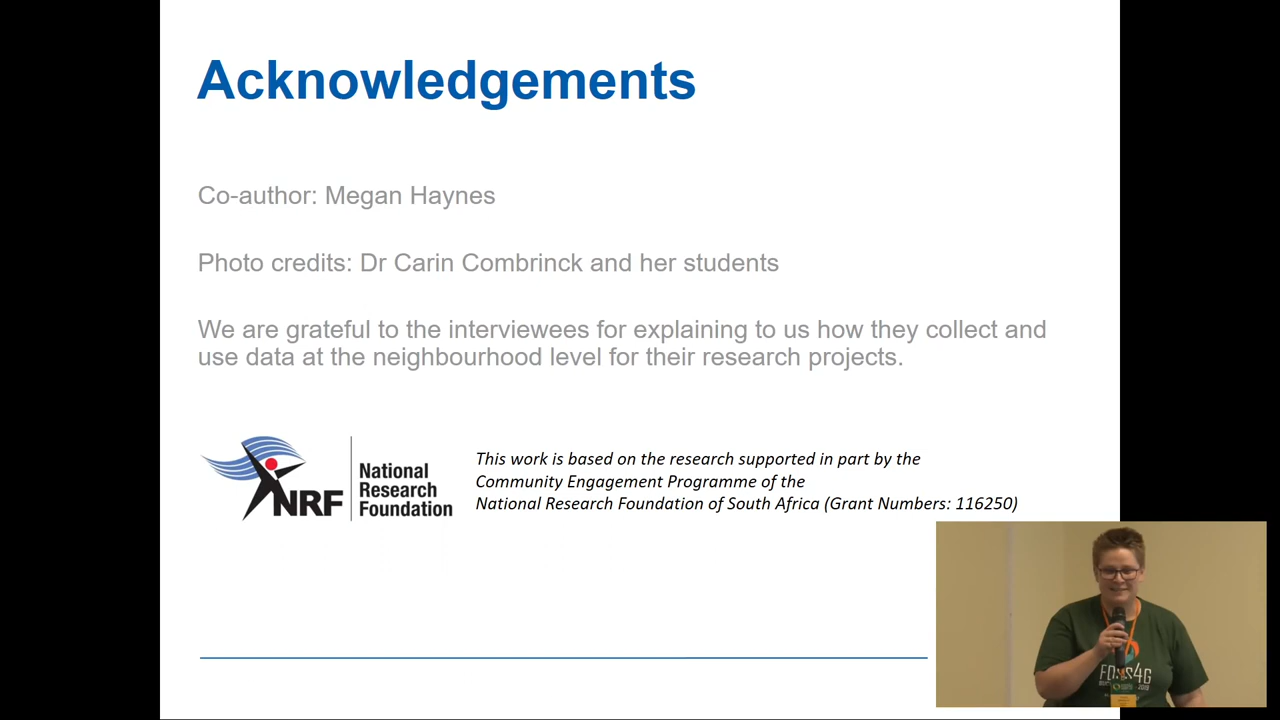 Acknowledgements
Co-author: Megan Haynes
Photo credits: Dr Carin Combrinck and her students
We are grateful to the interviewees for explaining to us how they collect and
use data at the neighbourhood level for their research projects.
NRF
National
Research
Foundation
This work is based on the research supported in part by the
Community Engagement Programme of the
National Research Foundation of South Africa (Grant Numbers: 116250)
FOSS4G
2019